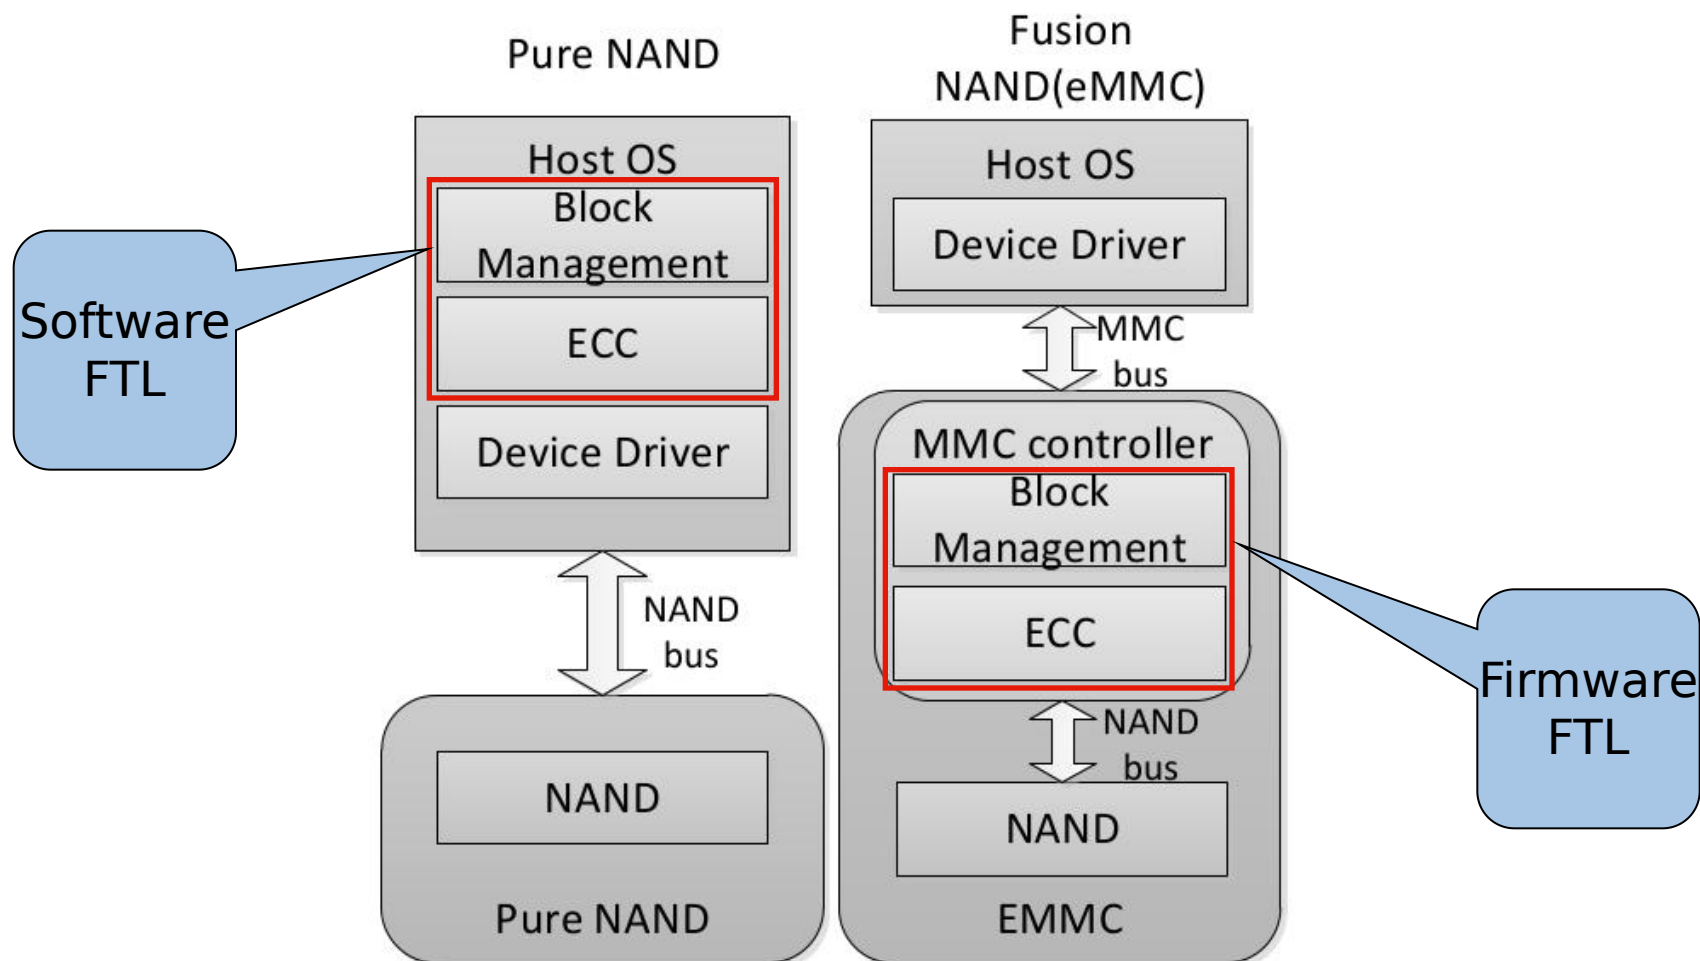 Pure NAND
Host OS
Block
Management
ECC
Device Driver
NAND
bus
NAND
Pure NAND
Software
FTL
Fusion
NAND(eMMC)
Host OS
Device Driver
MMC
bus
MMC controller
Block
Management
ECC
NAND
bus
NAND
EMMC
Firmware
FTL